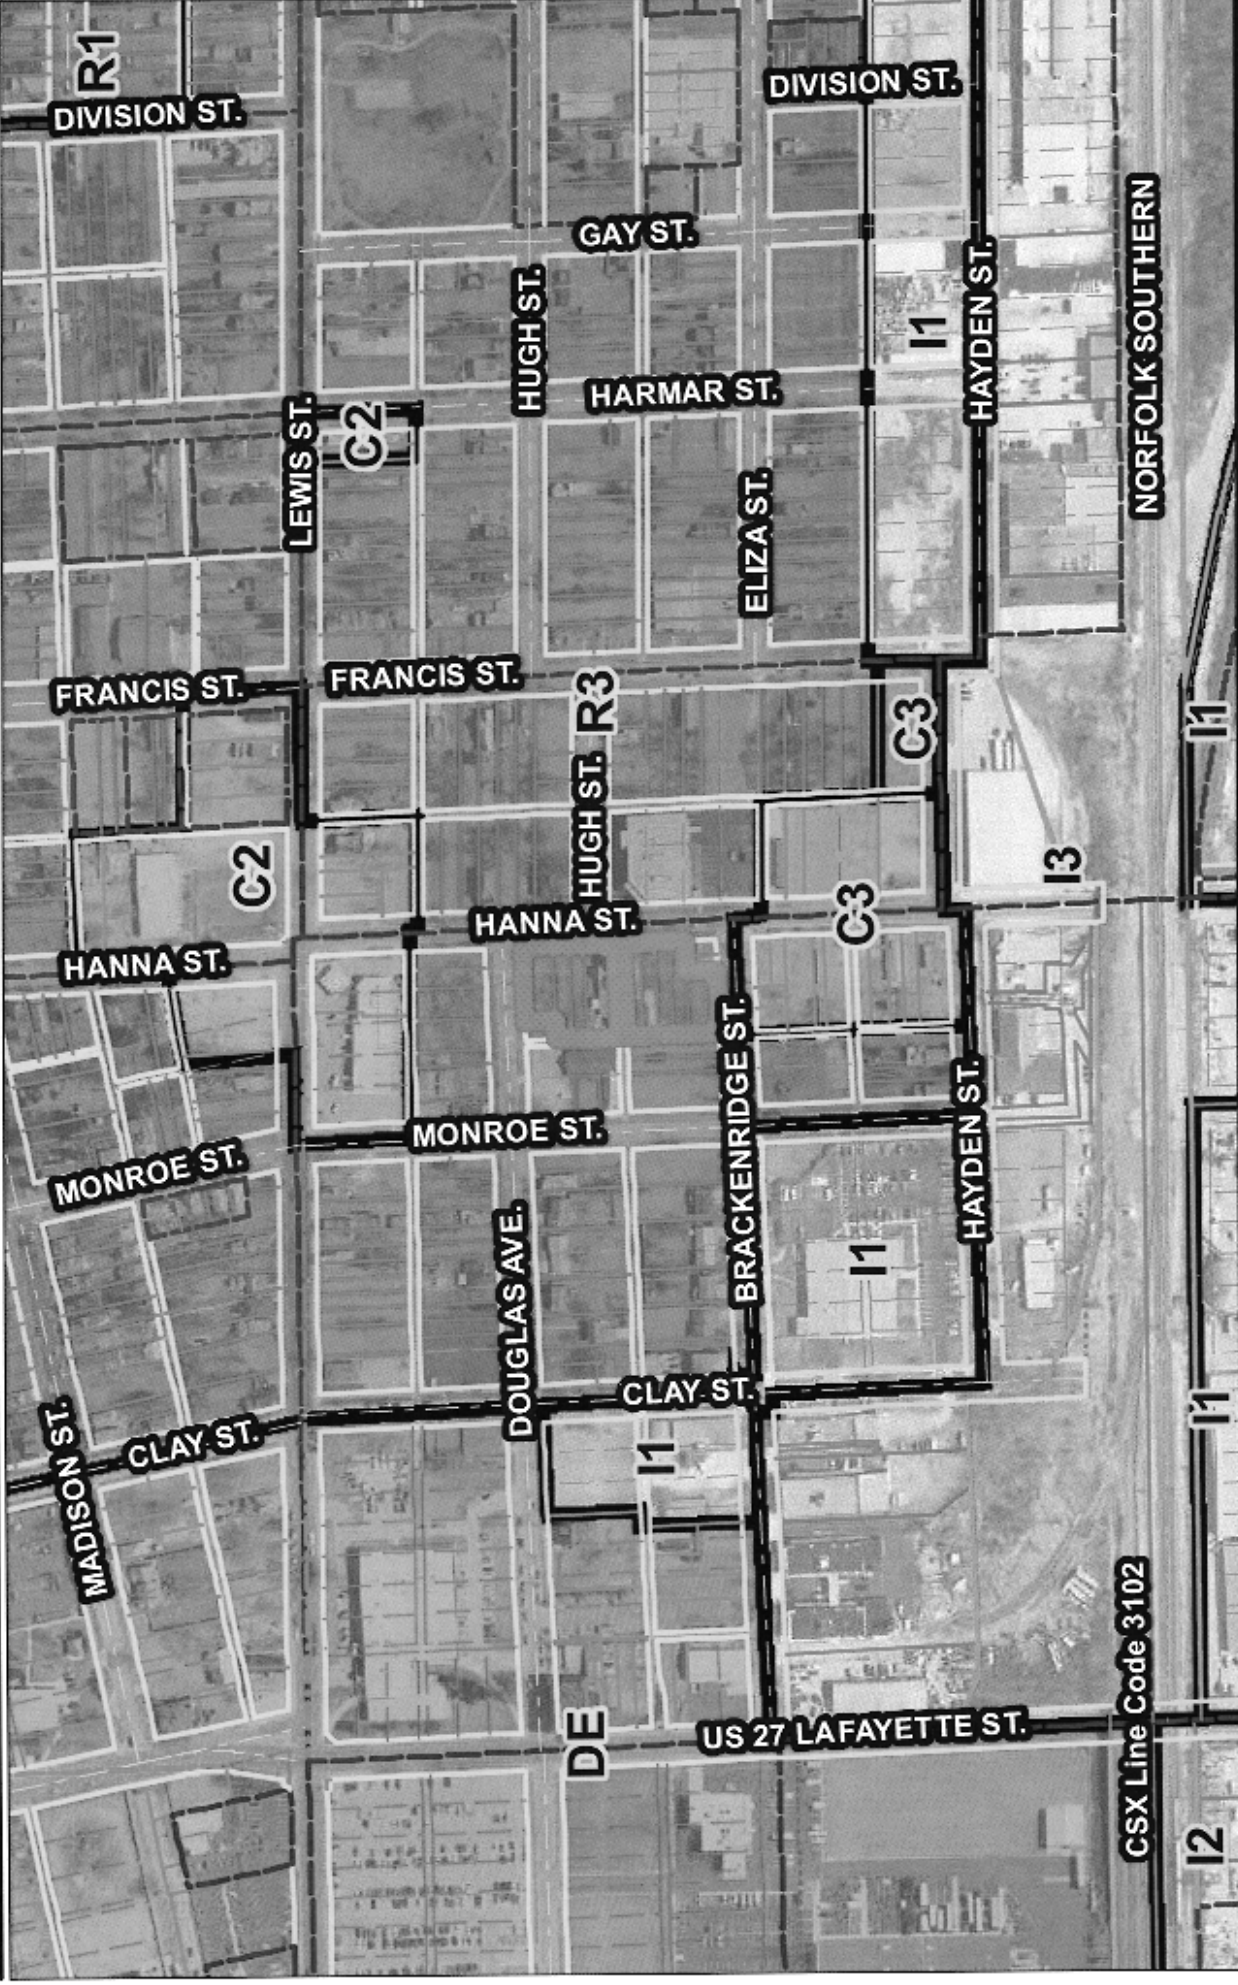 R1
DIVISION ST.
DIVISION ST.
GAY ST.
HUGH ST.
HAYDEN ST.
NORFOLK SOUTHERN
I1
HARMAR ST.
LEWIS ST.
C2
ELIZA ST.
FRANCIS ST.
FRANCIS ST.
R3
C3
I1
HUGH ST.
C2
I3
HANNA ST.
C3
HANNA ST.
BRACKENRIDGE ST.
HAYDEN ST.
MONROE ST.
MONROE ST.
DOUGLAS AVE.
I1
CLAY ST.
I1
CLAY ST.
MADISON ST.
I1
DE
US 27 LAFAYETTE ST.
CSX Line Code 3102
I2